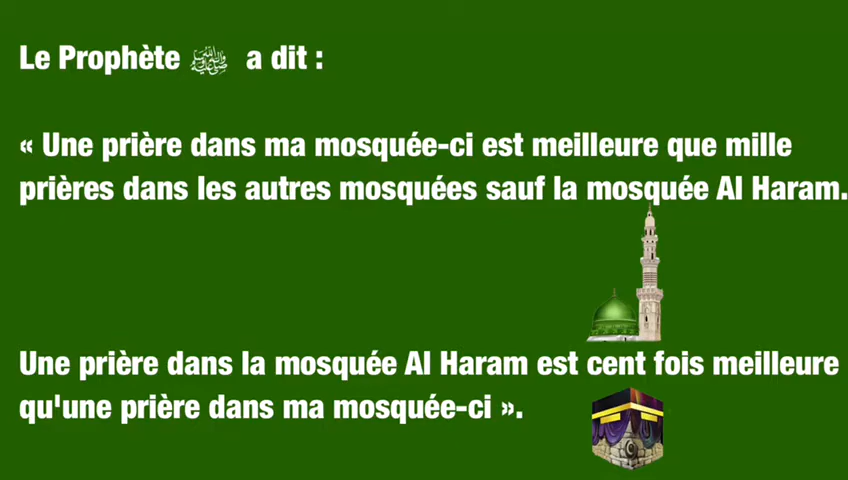 Le Prophète ﷺ a dit :
« Une prière dans ma mosquée-ci est meilleure que mille
prières dans les autres mosquées sauf la mosquée Al Haram.
Une prière dans la mosquée Al Haram est cent fois meilleure
qu'une prière dans ma mosquée-ci ».